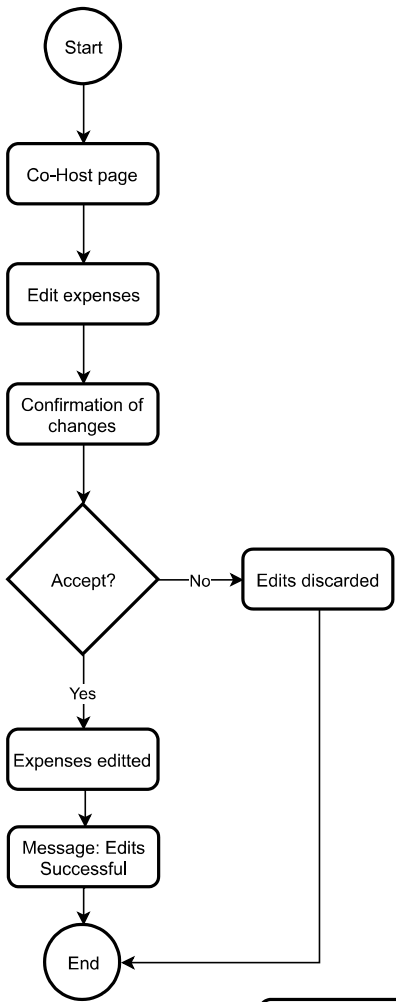 Start
Co-Host page
Edit expenses
Confirmation of
changes
Accept?
No
Edits discarded
Yes
Expenses editted
Message: Edits
Successful
End